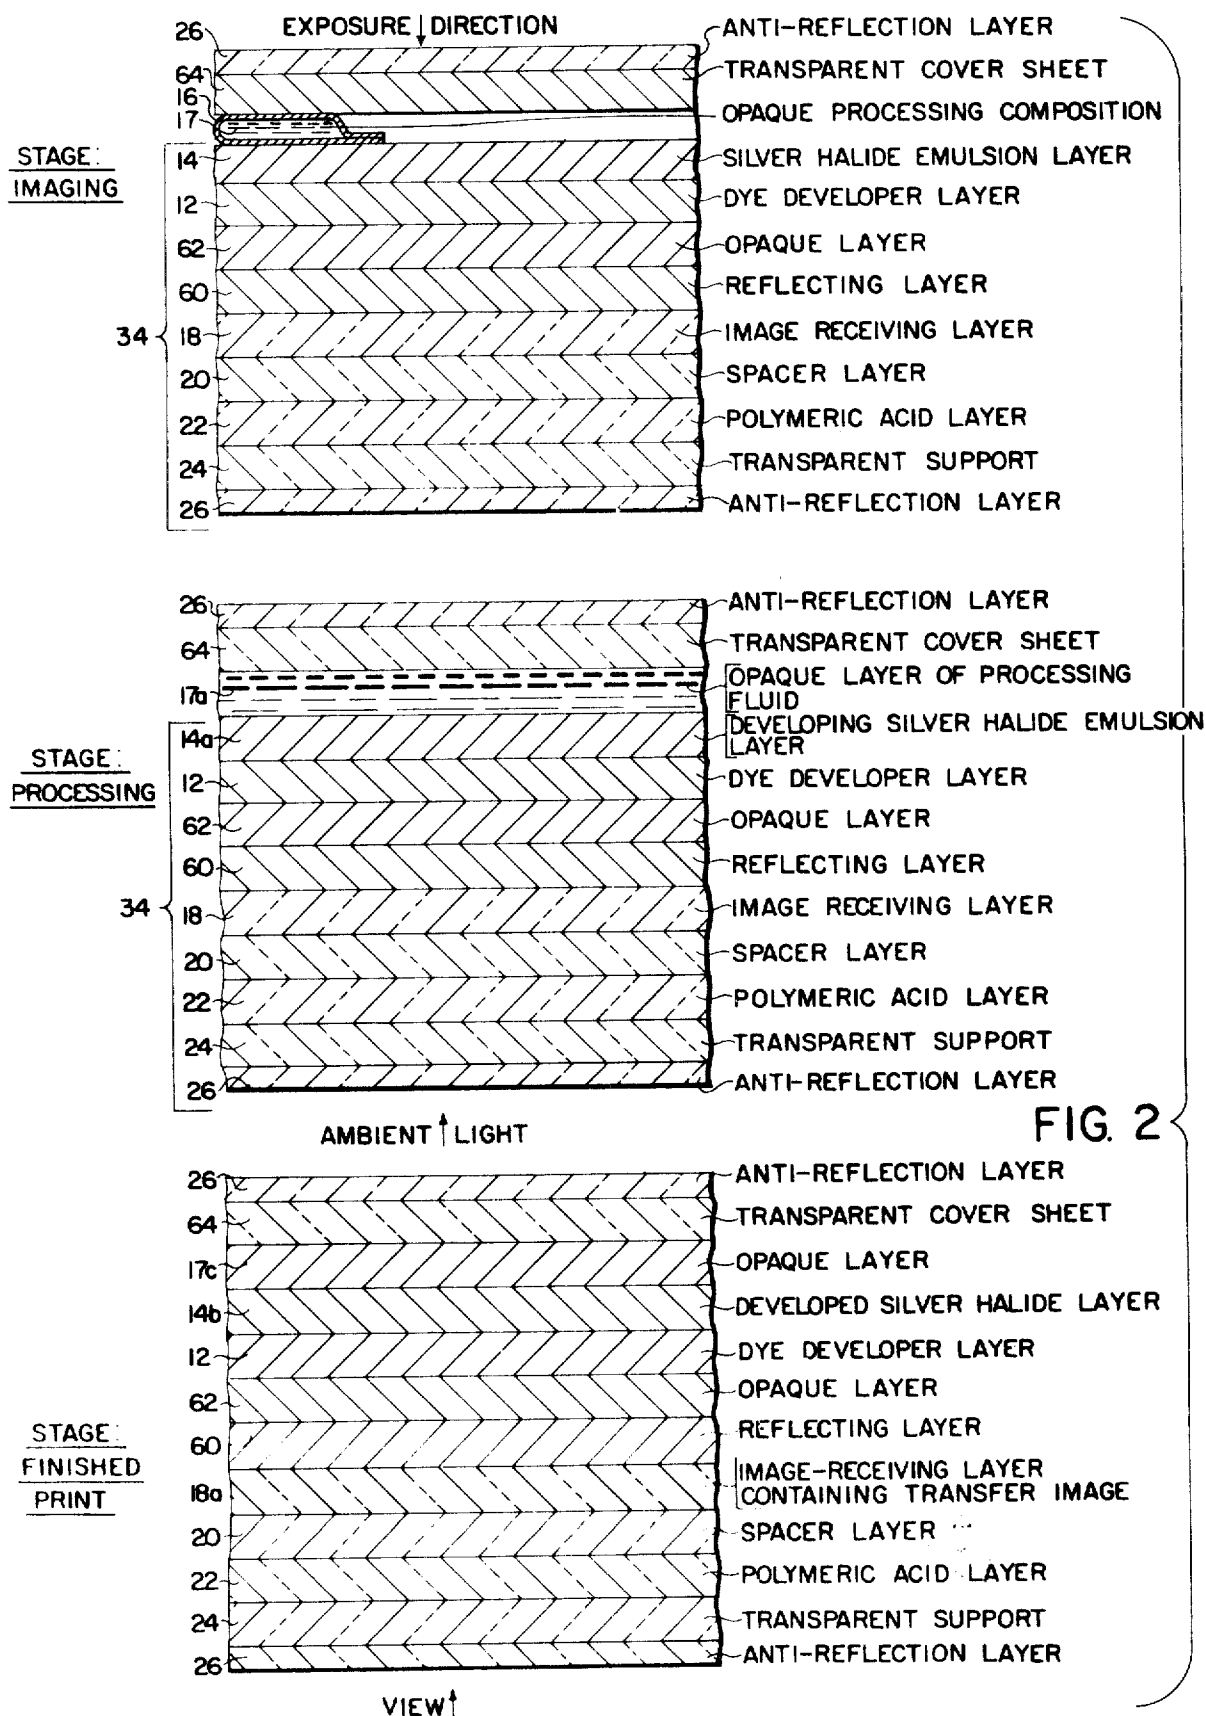 EXPOSURE DIRECTION
26 ANTI-REFLECTION LAYER
64 TRANSPARENT COVER SHEET
16
17 OPAQUE PROCESSING COMPOSITION
STAGE:
IMAGING
14 SILVER HALIDE EMULSION LAYER
12 DYE DEVELOPER LAYER
62 OPAQUE LAYER
60 REFLECTING LAYER
34
18 IMAGE RECEIVING LAYER
20 SPACER LAYER
22 POLYMERIC ACID LAYER
24 TRANSPARENT SUPPORT
26 ANTI-REFLECTION LAYER
26 ANTI-REFLECTION LAYER
64 TRANSPARENT COVER SHEET
17a OPAQUE LAYER OF PROCESSING
FLUID
14a DEVELOPING SILVER HALIDE EMULSION
LAYER
STAGE:
PROCESSING
12 DYE DEVELOPER LAYER
62 OPAQUE LAYER
60 REFLECTING LAYER
34
18 IMAGE RECEIVING LAYER
20 SPACER LAYER
22 POLYMERIC ACID LAYER
24 TRANSPARENT SUPPORT
26 ANTI-REFLECTION LAYER
AMBIENT LIGHT
FIG. 2
26 ANTI-REFLECTION LAYER
64 TRANSPARENT COVER SHEET
17c OPAQUE LAYER
14b DEVELOPED SILVER HALIDE LAYER
12 DYE DEVELOPER LAYER
62 OPAQUE LAYER
60 REFLECTING LAYER
STAGE:
FINISHED
PRINT
18a IMAGE-RECEIVING LAYER
CONTAINING TRANSFER IMAGE
20 SPACER LAYER
22 POLYMERIC ACID LAYER
24 TRANSPARENT SUPPORT
26 ANTI-REFLECTION LAYER
VIEW